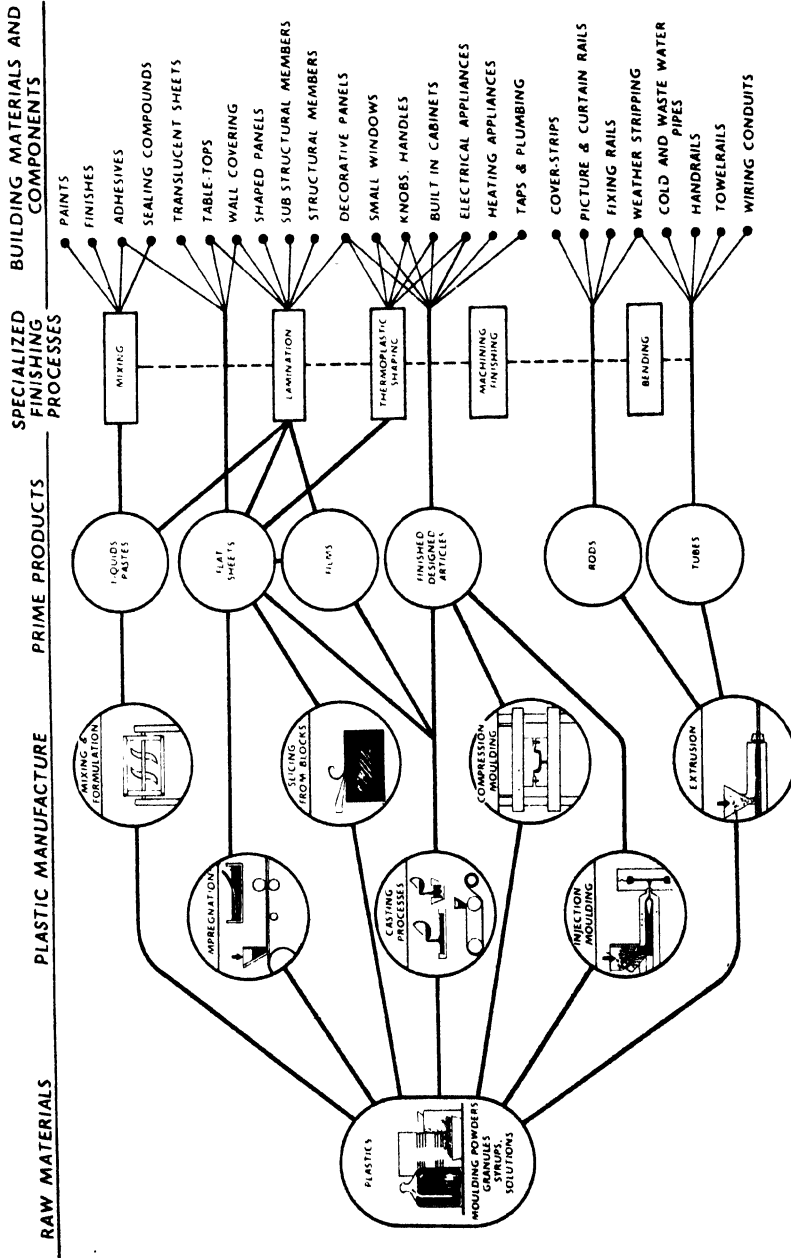 RAW MATERIALS
PLASTIC MANUFACTURE
PRIME PRODUCTS
SPECIALIZED
FINISHING
PROCESSES
BUILDING MATERIALS AND
COMPONENTS
PLASTICS
MOULDING POWDERS
GRANULES
SYRUPS,
SOLUTIONS
MIXING &
FORMULATION
MPREGNATION
SLICING
FROM BLOCKS
CASTING
PROCESSES
COMPRESSION
MOULDING
INJECTION
MOULDING
EXTRUSION
LIQUIDS
PASTES
FLAT
SHEETS
FILMS
FINISHED
DESIGNED
ARTICLES
RODS
TUBES
MIXING
LAMINATION
THERMOPLASTIC
SHAPING
MACHINING
FINISHING
BENDING
PAINTS
FINISHES
ADHESIVES
SEALING COMPOUNDS
TRANSLUCENT SHEETS
TABLE-TOPS
WALL COVERING
SHAPED PANELS
SUB STRUCTURAL MEMBERS
STRUCTURAL MEMBERS
DECORATIVE PANELS
SMALL WINDOWS
KNOBS, HANDLES
BUILT IN CABINETS
ELECTRICAL APPLIANCES
HEATING APPLIANCES
TAPS & PLUMBING
COVER-STRIPS
PICTURE & CURTAIN RAILS
FIXING RAILS
WEATHER STRIPPING
COLD AND WASTE WATER
PIPES
HANDRAILS
TOWELRAILS
WIRING CONDUITS